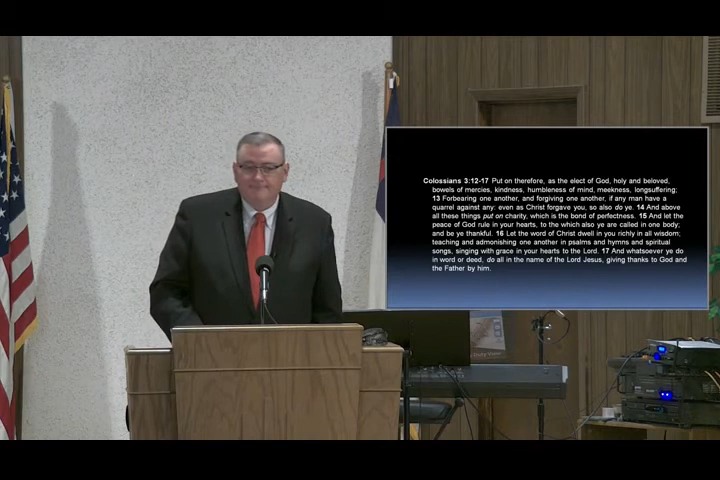 Colossians 3:12-17 Put on therefore, as the elect of God, holy and beloved,
bowels of mercies, kindness, humbleness of mind, meekness, longsuffering;
13 Forbearing one another, and forgiving one another, if any man have a
quarrel against any: even as Christ forgave you, so also do ye. 14 And above
all these things put on charity, which is the bond of perfectness. 15 And let the
peace of God rule in your hearts, to the which also ye are called in one body;
and be ye thankful. 16 Let the word of Christ dwell in you richly in all wisdom;
teaching and admonishing one another in psalms and hymns and spiritual
songs, singing with grace in your hearts to the Lord. 17 And whatsoever ye do
in word or deed, do all in the name of the Lord Jesus, giving thanks to God and
the Father by him.